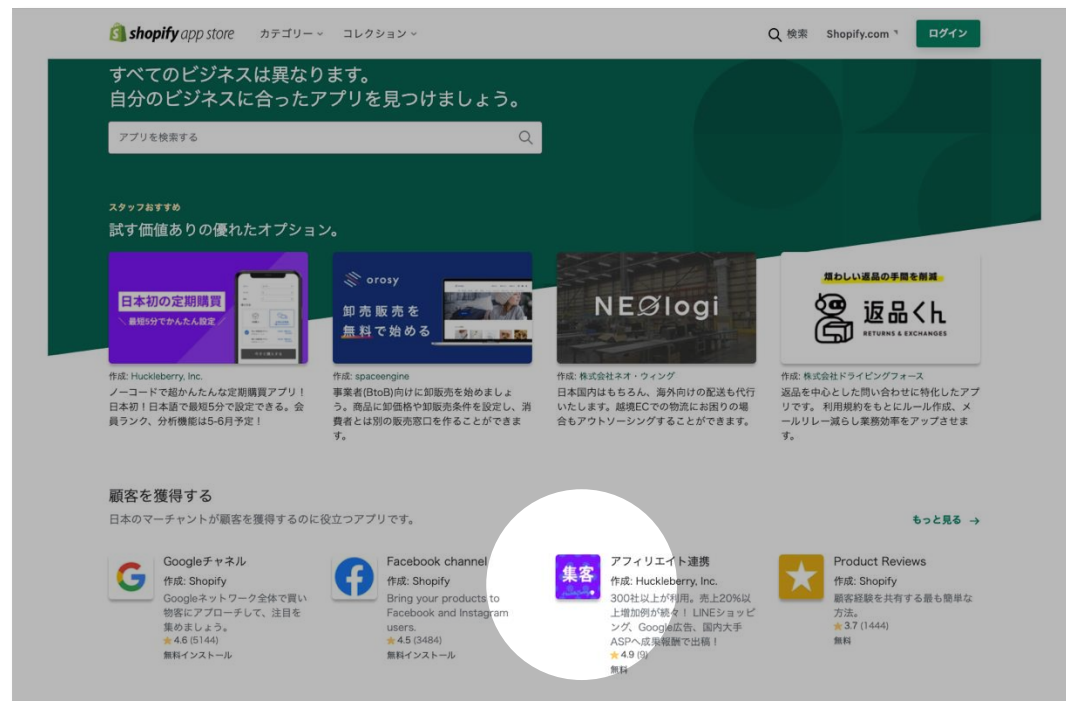 shopify app store
カテゴリー
コレクション
検索
Shopify.com
ログイン
すべてのビジネスは異なります。
自分のビジネスに合ったアプリを見つけましょう。
アプリを検索する
スタッフおすすめ
試す価値ありの優れたオプション。
日本初の定期購買
最短5分でかんたん設定
orosy
卸売販売を
無料で始める
NEOlogi
煩わしい返品の手間を削減
返品くん
RETURNS & EXCHANGES
作成: Huckleberry, Inc.
ノーコードで超かんたんな定期購買アプリ！
日本初！日本語で最短5分で設定できる。会
員ランク、分析機能は5-6月予定！
作成: spaceengine
事業者(BtoB)向けに卸販売を始めましょ
う。商品に卸価格や卸販売条件を設定し、消
費者とは別の販売窓口を作ることができま
す。
作成: 株式会社ネオ・ウィング
日本国内はもちろん、海外向けの配送も代行
いたします。越境ECでの物流にお困りの場
合もアウトソーシングすることができます。
作成: 株式会社ドライビングフォース
返品を中心とした問い合わせに特化したアプ
リです。 利用規約をもとにルール作成、メ
ールリレー減らし業務効率をアップさせま
す。
顧客を獲得する
日本のマーチャントが顧客を獲得するのに役立つアプリです。
もっと見る →
Googleチャネル
作成: Shopify
Googleネットワーク全体で買い
物客にアプローチして、注目を
集めましょう。
4.6 (5144)
無料インストール
Facebook channel
作成: Shopify
Bring your products to
Facebook and Instagram
users.
4.5 (3484)
無料インストール
集客
アフィリエイト連携
作成: Huckleberry, Inc.
300社以上が利用。売上20%以
上増加例が続々！ LINEショッピ
ング、Google広告、国内大手
ASPへ成果報酬で出稿！
4.9 (9)
無料
Product Reviews
作成: Shopify
顧客経験を共有する最も簡単な
方法。
3.7 (1444)
無料